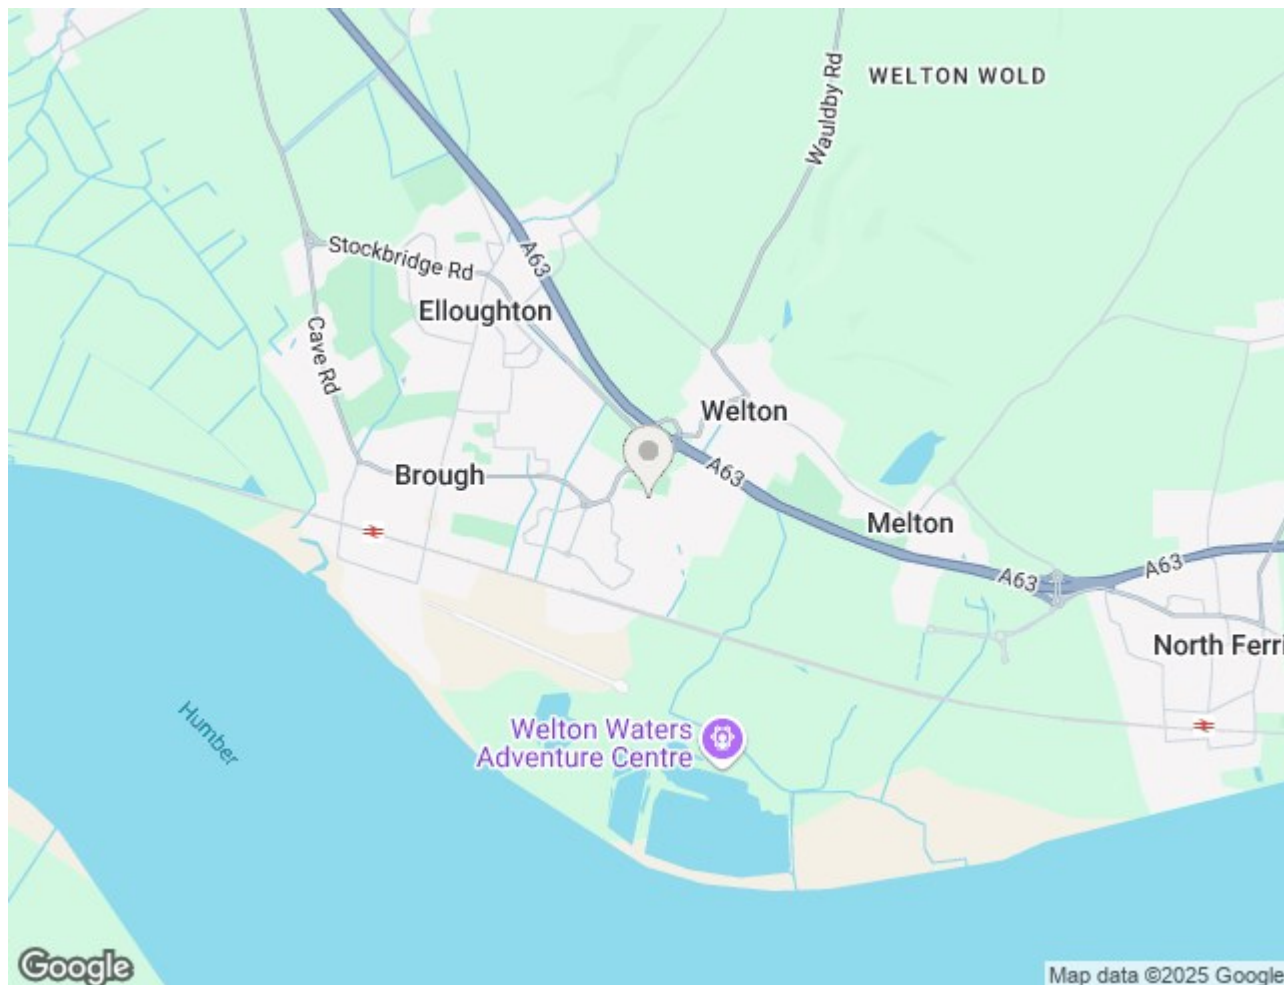 WELTON WOLD
Wauldby Rd
A63
Stockbridge Rd
Elloughton
Cave Rd
Welton
Brough
A63
Melton
A63
A63
North Ferri
Humber
Welton Waters
Adventure Centre
Google
Map data ©2025 Google